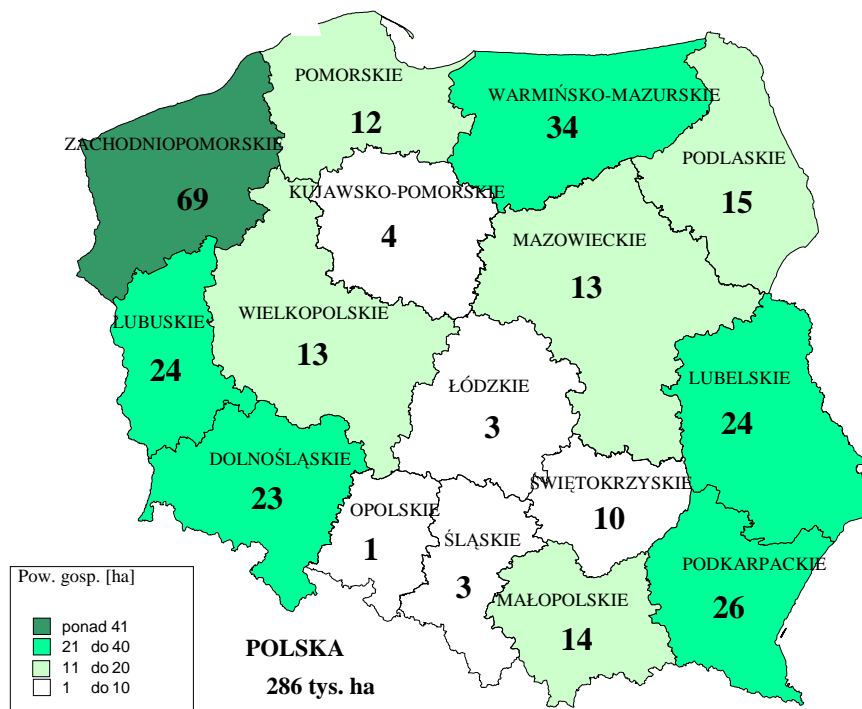 POMORSKIE
12
WARMIŃSKO-MAZURSKIE
34
ZACHODNIOPOMORSKIE
69
PODLASKIE
15
KUJAWSKO-POMORSKIE
4
MAZOWIECKIE
13
LUBUSKIE
24
WIELKOPOLSKIE
13
ŁÓDZKIE
3
LUBELSKIE
24
DOLNOŚLĄSKIE
23
ŚWIĘTOKRZYSKIE
10
OPOLSKIE
1
ŚLĄSKIE
3
PODKARPACKIE
26
MAŁOPOLSKIE
14
Pow. gosp. [ha]
ponad 41
21 do 40
11 do 20
1 do 10
POLSKA
286 tys. ha